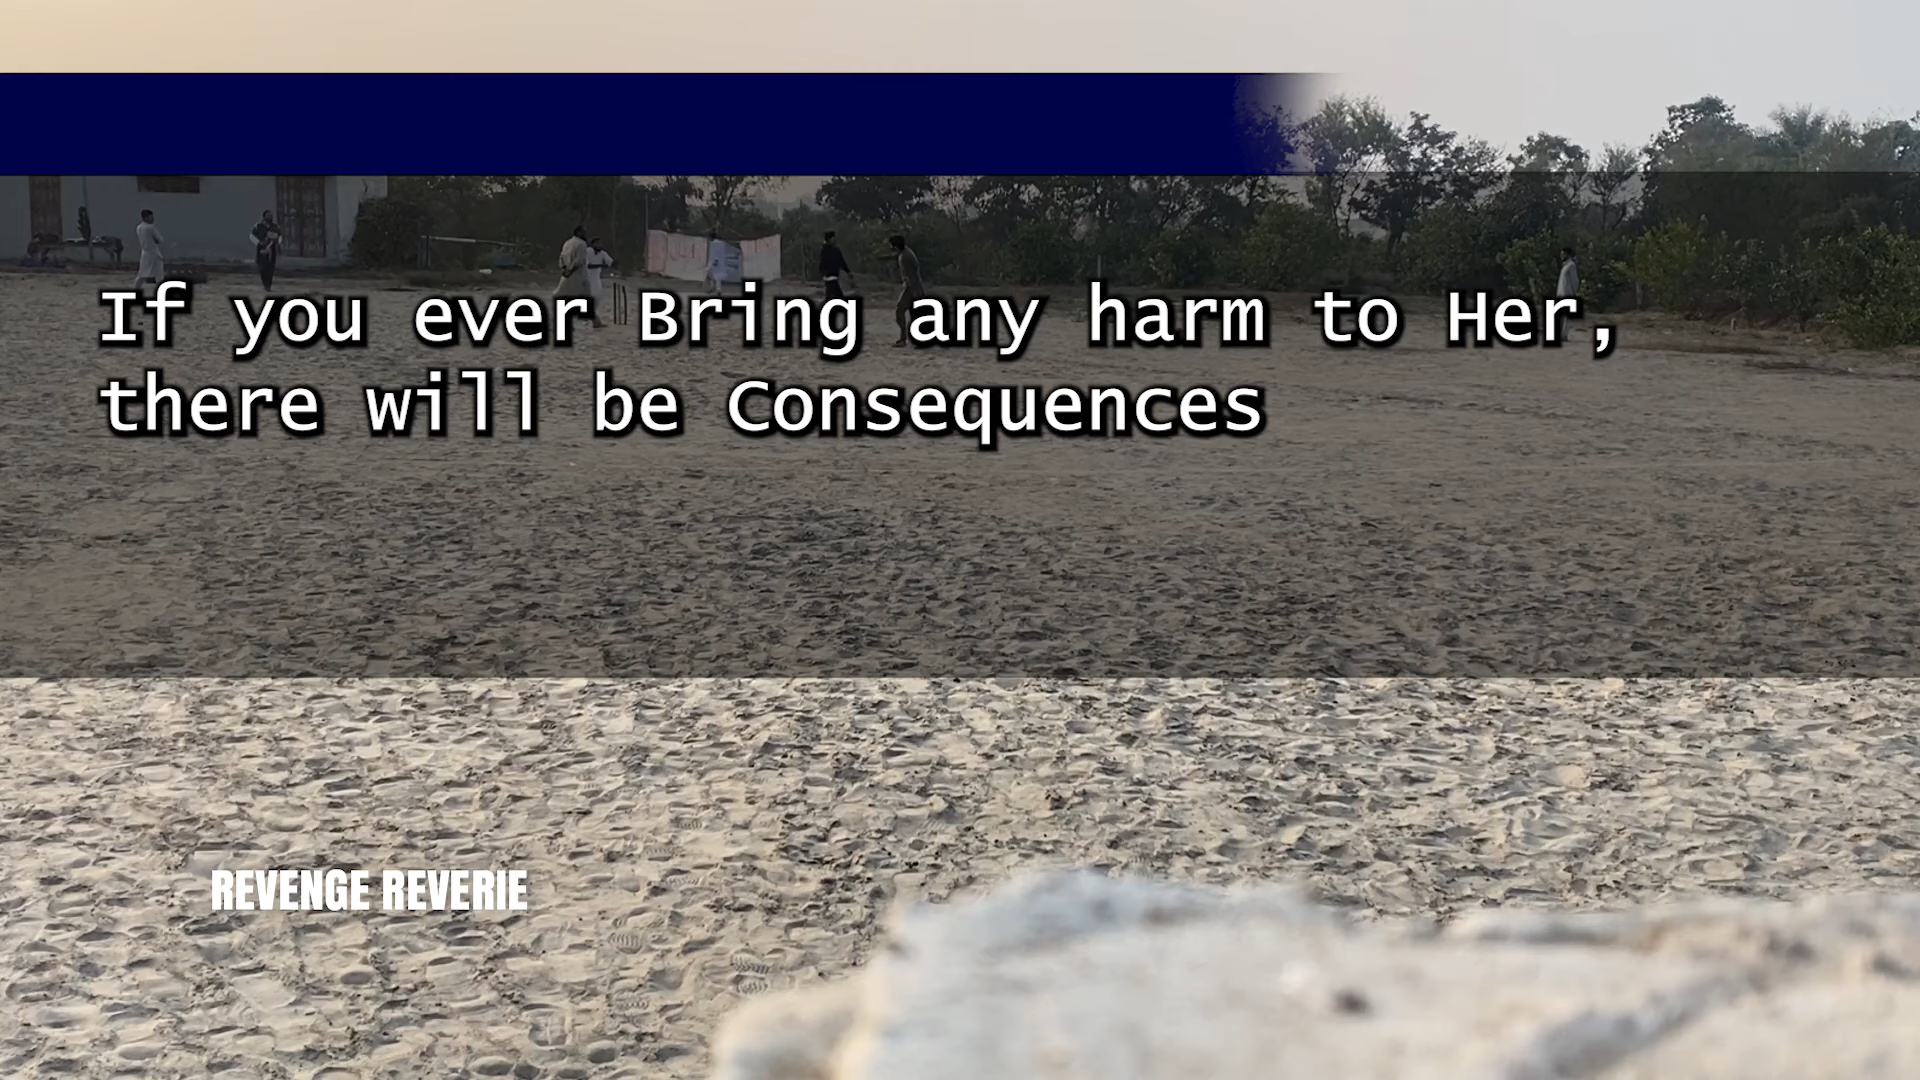 If you ever Bring any harm to Her,
there will be Consequences
REVENGE REVERIE